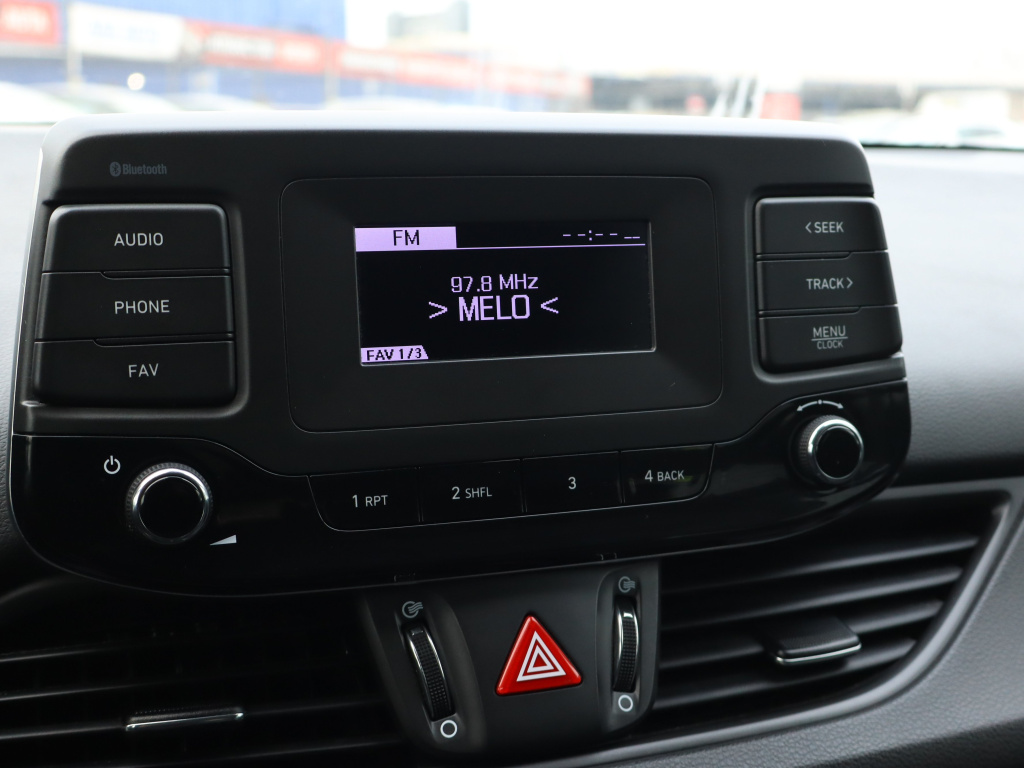 Bluetooth
AUDIO
PHONE
FAV
FM
--:-- --
97.8 MHz
> MELO <
FAV 1/3
< SEEK
TRACK >
MENU
CLOCK
1 RPT
2 SHFL
3
4 BACK